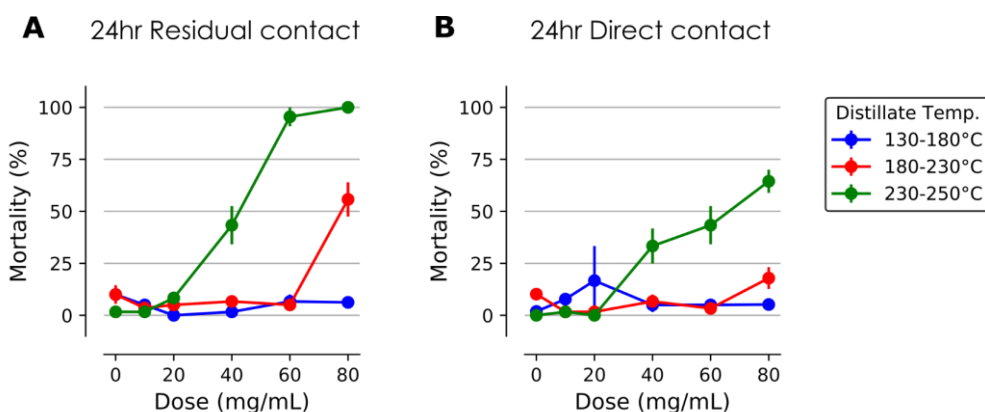 A 24hr Residual contact
B 24hr Direct contact
Mortality (%)
100
75
50
25
0
0 20 40 60 80
Dose (mg/mL)
Mortality (%)
100
75
50
25
0
0 20 40 60 80
Dose (mg/mL)
Distillate Temp.
130-180°C
180-230°C
230-250°C